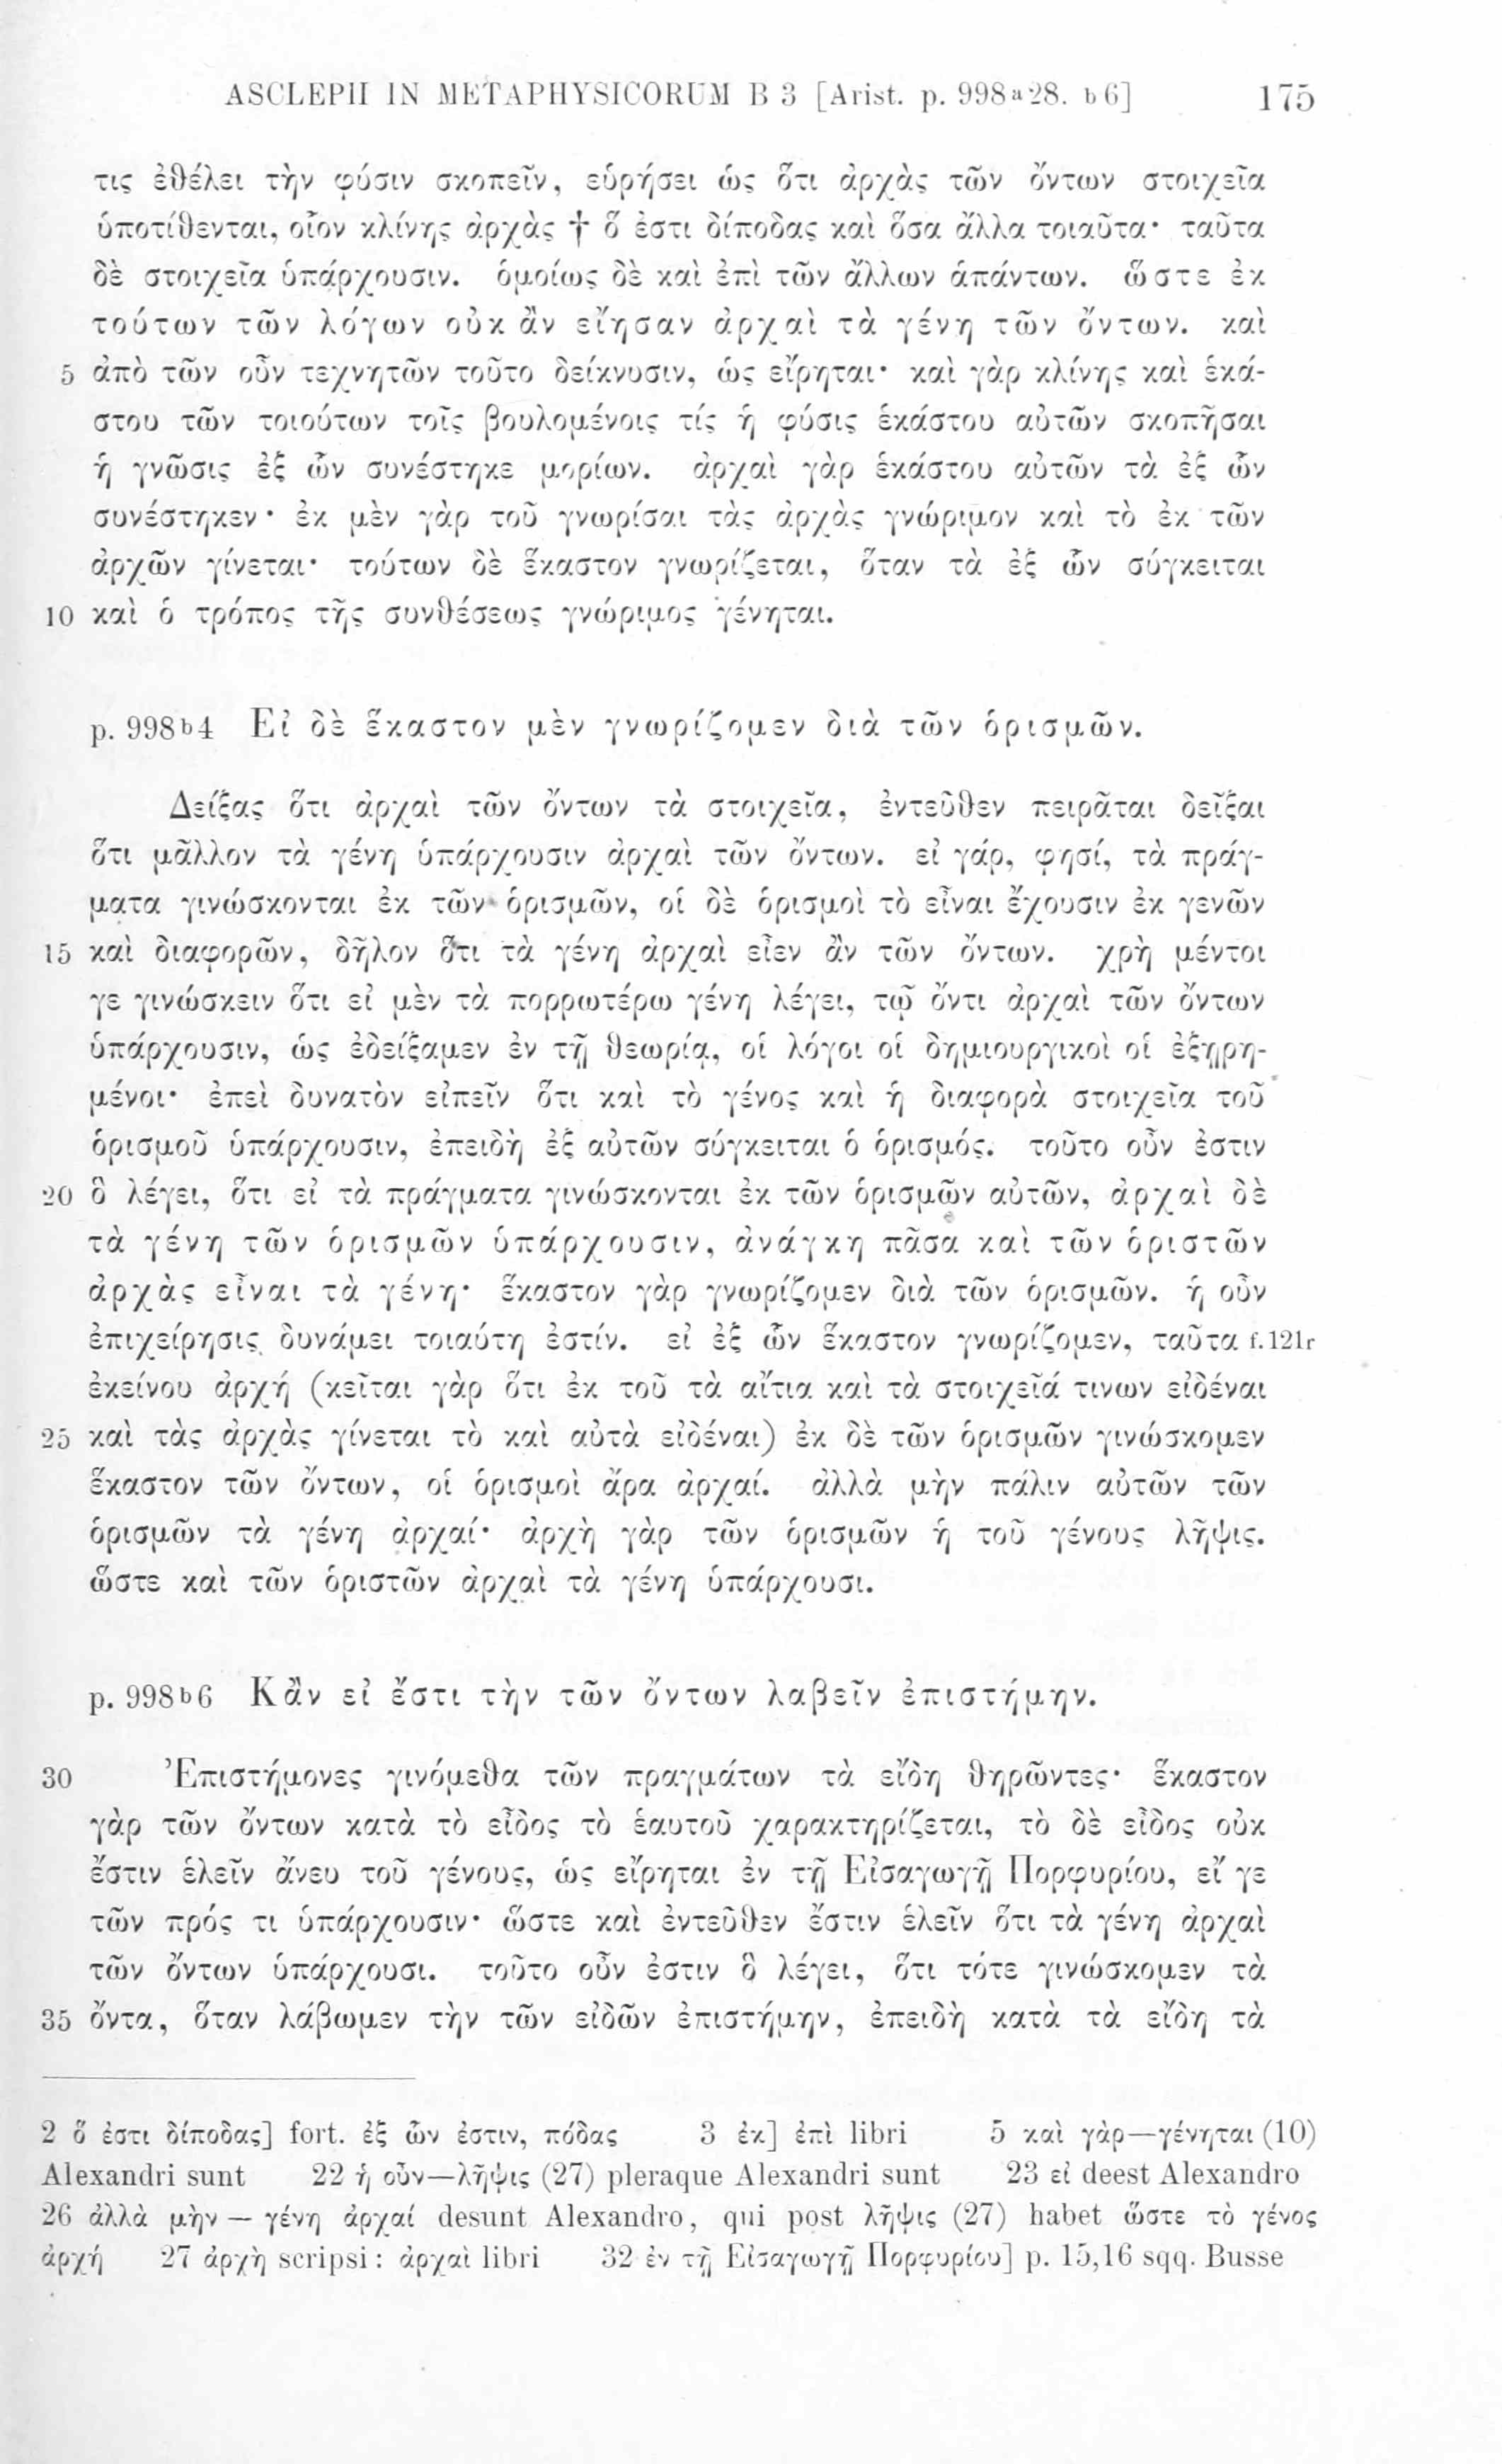 ASCLEPII IN METAPHYSICORUM B 3 [Arist. p. 998ᵃ28. ᵇ6] 175
τις ἐθέλει τὴν φύσιν σκοπεῖν, εὑρήσει ὡς ὅτι ἀρχὰς τῶν ὄντων στοιχεῖα
ὑποτίθενται, οἷον κλίνης ἀρχὰς † ὅ ἐστι δίποδας καὶ ὅσα ἄλλα τοιαῦτα· ταῦτα
δὲ στοιχεῖα ὑπάρχουσιν. ὁμοίως δὲ καὶ ἐπὶ τῶν ἄλλων ἁπάντων. ὥστε ἐκ
τούτων τῶν λόγων οὐκ ἂν εἴησαν ἀρχαὶ τὰ γένη τῶν ὄντων. καὶ
5 ἀπὸ τῶν οὖν τεχνητῶν τοῦτο δείκνυσιν, ὡς εἴρηται· καὶ γὰρ κλίνης καὶ ἑκά-
στου τῶν τοιούτων τοῖς βουλομένοις τίς ἡ φύσις ἑκάστου αὐτῶν σκοπῆσαι
ἡ γνῶσις ἐξ ὧν συνέστηκε μορίων. ἀρχαὶ γὰρ ἑκάστου αὐτῶν τὰ ἐξ ὧν
συνέστηκεν· ἐκ μὲν γὰρ τοῦ γνωρίσαι τὰς ἀρχὰς γνώριμον καὶ τὸ ἐκ τῶν
ἀρχῶν γίνεται· τούτων δὲ ἕκαστον γνωρίζεται, ὅταν τὰ ἐξ ὧν σύγκειται
10 καὶ ὁ τρόπος τῆς συνθέσεως γνώριμος γένηται.
p. 998ᵇ4 Εἰ δὲ ἕκαστον μὲν γνωρίζομεν διὰ τῶν ὁρισμῶν.
Δείξας ὅτι ἀρχαὶ τῶν ὄντων τὰ στοιχεῖα, ἐντεῦθεν πειρᾶται δεῖξαι
ὅτι μᾶλλον τὰ γένη ὑπάρχουσιν ἀρχαὶ τῶν ὄντων. εἰ γάρ, φησί, τὰ πράγ-
ματα γινώσκονται ἐκ τῶν ὁρισμῶν, οἱ δὲ ὁρισμοὶ τὸ εἶναι ἔχουσιν ἐκ γενῶν
15 καὶ διαφορῶν, δῆλον ὅτι τὰ γένη ἀρχαὶ εἶεν ἂν τῶν ὄντων. χρὴ μέντοι
γε γινώσκειν ὅτι εἰ μὲν τὰ πορρωτέρω γένη λέγει, τῷ ὄντι ἀρχαὶ τῶν ὄντων
ὑπάρχουσιν, ὡς ἐδείξαμεν ἐν τῇ θεωρίᾳ, οἱ λόγοι οἱ δημιουργικοὶ οἱ ἐξῃρη-
μένοι· ἐπεὶ δυνατὸν εἰπεῖν ὅτι καὶ τὸ γένος καὶ ἡ διαφορὰ στοιχεῖα τοῦ
ὁρισμοῦ ὑπάρχουσιν, ἐπειδὴ ἐξ αὐτῶν σύγκειται ὁ ὁρισμός. τοῦτο οὖν ἐστιν
20 ὃ λέγει, ὅτι εἰ τὰ πράγματα γινώσκονται ἐκ τῶν ὁρισμῶν αὐτῶν, ἀρχαὶ δὲ
τὰ γένη τῶν ὁρισμῶν ὑπάρχουσιν, ἀνάγκη πᾶσα καὶ τῶν ὁριστῶν
ἀρχὰς εἶναι τὰ γένη· ἕκαστον γὰρ γνωρίζομεν διὰ τῶν ὁρισμῶν. ἡ οὖν
ἐπιχείρησις δυνάμει τοιαύτη ἐστίν. εἰ ἐξ ὧν ἕκαστον γνωρίζομεν, ταῦτα f. 121r
ἐκείνου ἀρχή (κεῖται γὰρ ὅτι ἐκ τοῦ τὰ αἴτια καὶ τὰ στοιχεῖά τινων εἰδέναι
25 καὶ τὰς ἀρχὰς γίνεται τὸ καὶ αὐτὰ εἰδέναι) ἐκ δὲ τῶν ὁρισμῶν γινώσκομεν
ἕκαστον τῶν ὄντων, οἱ ὁρισμοὶ ἄρα ἀρχαί. ἀλλὰ μὴν πάλιν αὐτῶν τῶν
ὁρισμῶν τὰ γένη ἀρχαί· ἀρχὴ γὰρ τῶν ὁρισμῶν ἡ τοῦ γένους λῆψις.
ὥστε καὶ τῶν ὁριστῶν ἀρχαὶ τὰ γένη ὑπάρχουσι.
p. 998ᵇ6 Κἂν εἰ ἔστι τὴν τῶν ὄντων λαβεῖν ἐπιστήμην.
30 Ἐπιστήμονες γινόμεθα τῶν πραγμάτων τὰ εἴδη θηρῶντες· ἕκαστον
γὰρ τῶν ὄντων κατὰ τὸ εἶδος τὸ ἑαυτοῦ χαρακτηρίζεται, τὸ δὲ εἶδος οὐκ
ἔστιν ἑλεῖν ἄνευ τοῦ γένους, ὡς εἴρηται ἐν τῇ Εἰσαγωγῇ Πορφυρίου, εἴ γε
τῶν πρός τι ὑπάρχουσιν· ὥστε καὶ ἐντεῦθεν ἔστιν ἑλεῖν ὅτι τὰ γένη ἀρχαὶ
τῶν ὄντων ὑπάρχουσι. τοῦτο οὖν ἐστιν ὃ λέγει, ὅτι τότε γινώσκομεν τὰ
35 ὄντα, ὅταν λάβωμεν τὴν τῶν εἰδῶν ἐπιστήμην, ἐπειδὴ κατὰ τὰ εἴδη τὰ
2 ὅ ἐστι δίποδας] fort. ἐξ ὧν ἐστιν, πόδας 3 ἐκ] ἐπὶ libri 5 καὶ γὰρ—γένηται (10)
Alexandri sunt 22 ἡ οὖν—λῆψις (27) pleraque Alexandri sunt 23 εἰ deest Alexandro
26 ἀλλὰ μὴν — γένη ἀρχαί desunt Alexandro, qui post λῆψις (27) habet ὥστε τὸ γένος
ἀρχή 27 ἀρχὴ scripsi: ἀρχαὶ libri 32 ἐν τῇ Εἰσαγωγῇ Πορφυρίου] p. 15,16 sqq. Busse